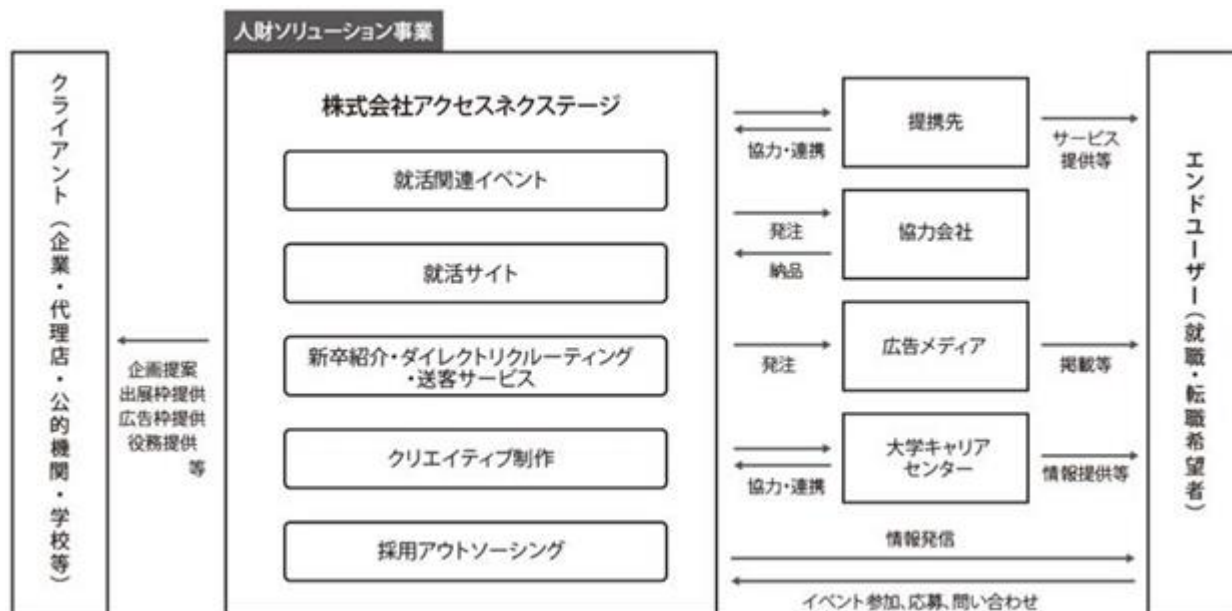 人財ソリューション事業
クライアント（企業・代理店・公的機関・学校等）
企画提案
出展枠提供
広告枠提供
役務提供
等
株式会社アクセスネクステージ
就活関連イベント
就活サイト
新卒紹介・ダイレクトリクルーティング
・送客サービス
クリエイティブ制作
採用アウトソーシング
協力・連携
提携先
サービス
提供等
発注
納品
協力会社
発注
広告メディア
掲載等
協力・連携
大学キャリア
センター
情報提供等
情報発信
イベント参加、応募、問い合わせ
エンドユーザー（就職・転職希望者）